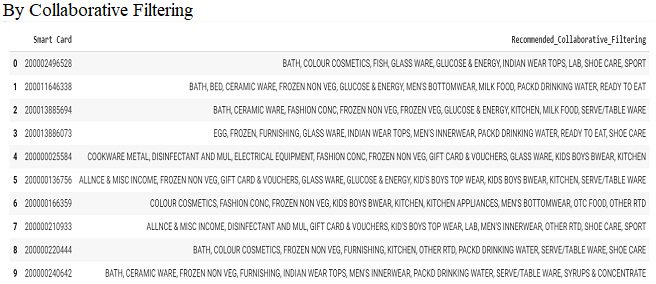 By Collaborative Filtering
Smart Card Recommended_Collaborative_Filtering
0 200002496528 BATH, COLOUR COSMETICS, FISH, GLASS WARE, GLUCOSE & ENERGY, INDIAN WEAR TOPS, LAB, SHOE CARE, SPORT
1 200011646338 BATH, BED, CERAMIC WARE, FROZEN NON VEG, GLUCOSE & ENERGY, MEN'S BOTTOMWEAR, MILK FOOD, PACKD DRINKING WATER, READY TO EAT
2 200013885694 BATH, CERAMIC WARE, FASHION CONC, FROZEN NON VEG, FROZEN VEG, GLUCOSE & ENERGY, KITCHEN, MILK FOOD, SERVE/TABLE WARE
3 200013886073 EGG, FROZEN, FURNISHING, GLASS WARE, INDIAN WEAR TOPS, MEN'S INNERWEAR, PACKD DRINKING WATER, READY TO EAT, SHOE CARE
4 200000025584 COOKWARE METAL, DISINFECTANT AND MUL, ELECTRICAL EQUIPMENT, FASHION CONC, FROZEN NON VEG, GIFT CARD & VOUCHERS, GLASS WARE, KIDS BOYS BWEAR, KITCHEN
5 200000136756 ALLNCE & MISC INCOME, FROZEN NON VEG, GIFT CARD & VOUCHERS, GLASS WARE, GLUCOSE & ENERGY, KID'S BOYS TOP WEAR, KIDS BOYS BWEAR, KITCHEN, SERVE/TABLE WARE
6 200000166359 COLOUR COSMETICS, FASHION CONC, FROZEN NON VEG, KIDS BOYS BWEAR, KITCHEN, KITCHEN APPLIANCES, MEN'S BOTTOMWEAR, OTC FOOD, OTHER RTD
7 200000210933 ALLNCE & MISC INCOME, DISINFECTANT AND MUL, GIFT CARD & VOUCHERS, KID'S BOYS TOP WEAR, LAB, MEN'S INNERWEAR, OTHER RTD, SHOE CARE, SPORT
8 200000220444 BATH, COLOUR COSMETICS, FROZEN NON VEG, FURNISHING, KITCHEN, OTHER RTD, PACKD DRINKING WATER, SERVE/TABLE WARE, SHOE CARE
9 200000240642 BATH, CERAMIC WARE, FROZEN NON VEG, FURNISHING, INDIAN WEAR TOPS, MEN'S INNERWEAR, PACKD DRINKING WATER, SERVE/TABLE WARE, SYRUPS & CONCENTRATE